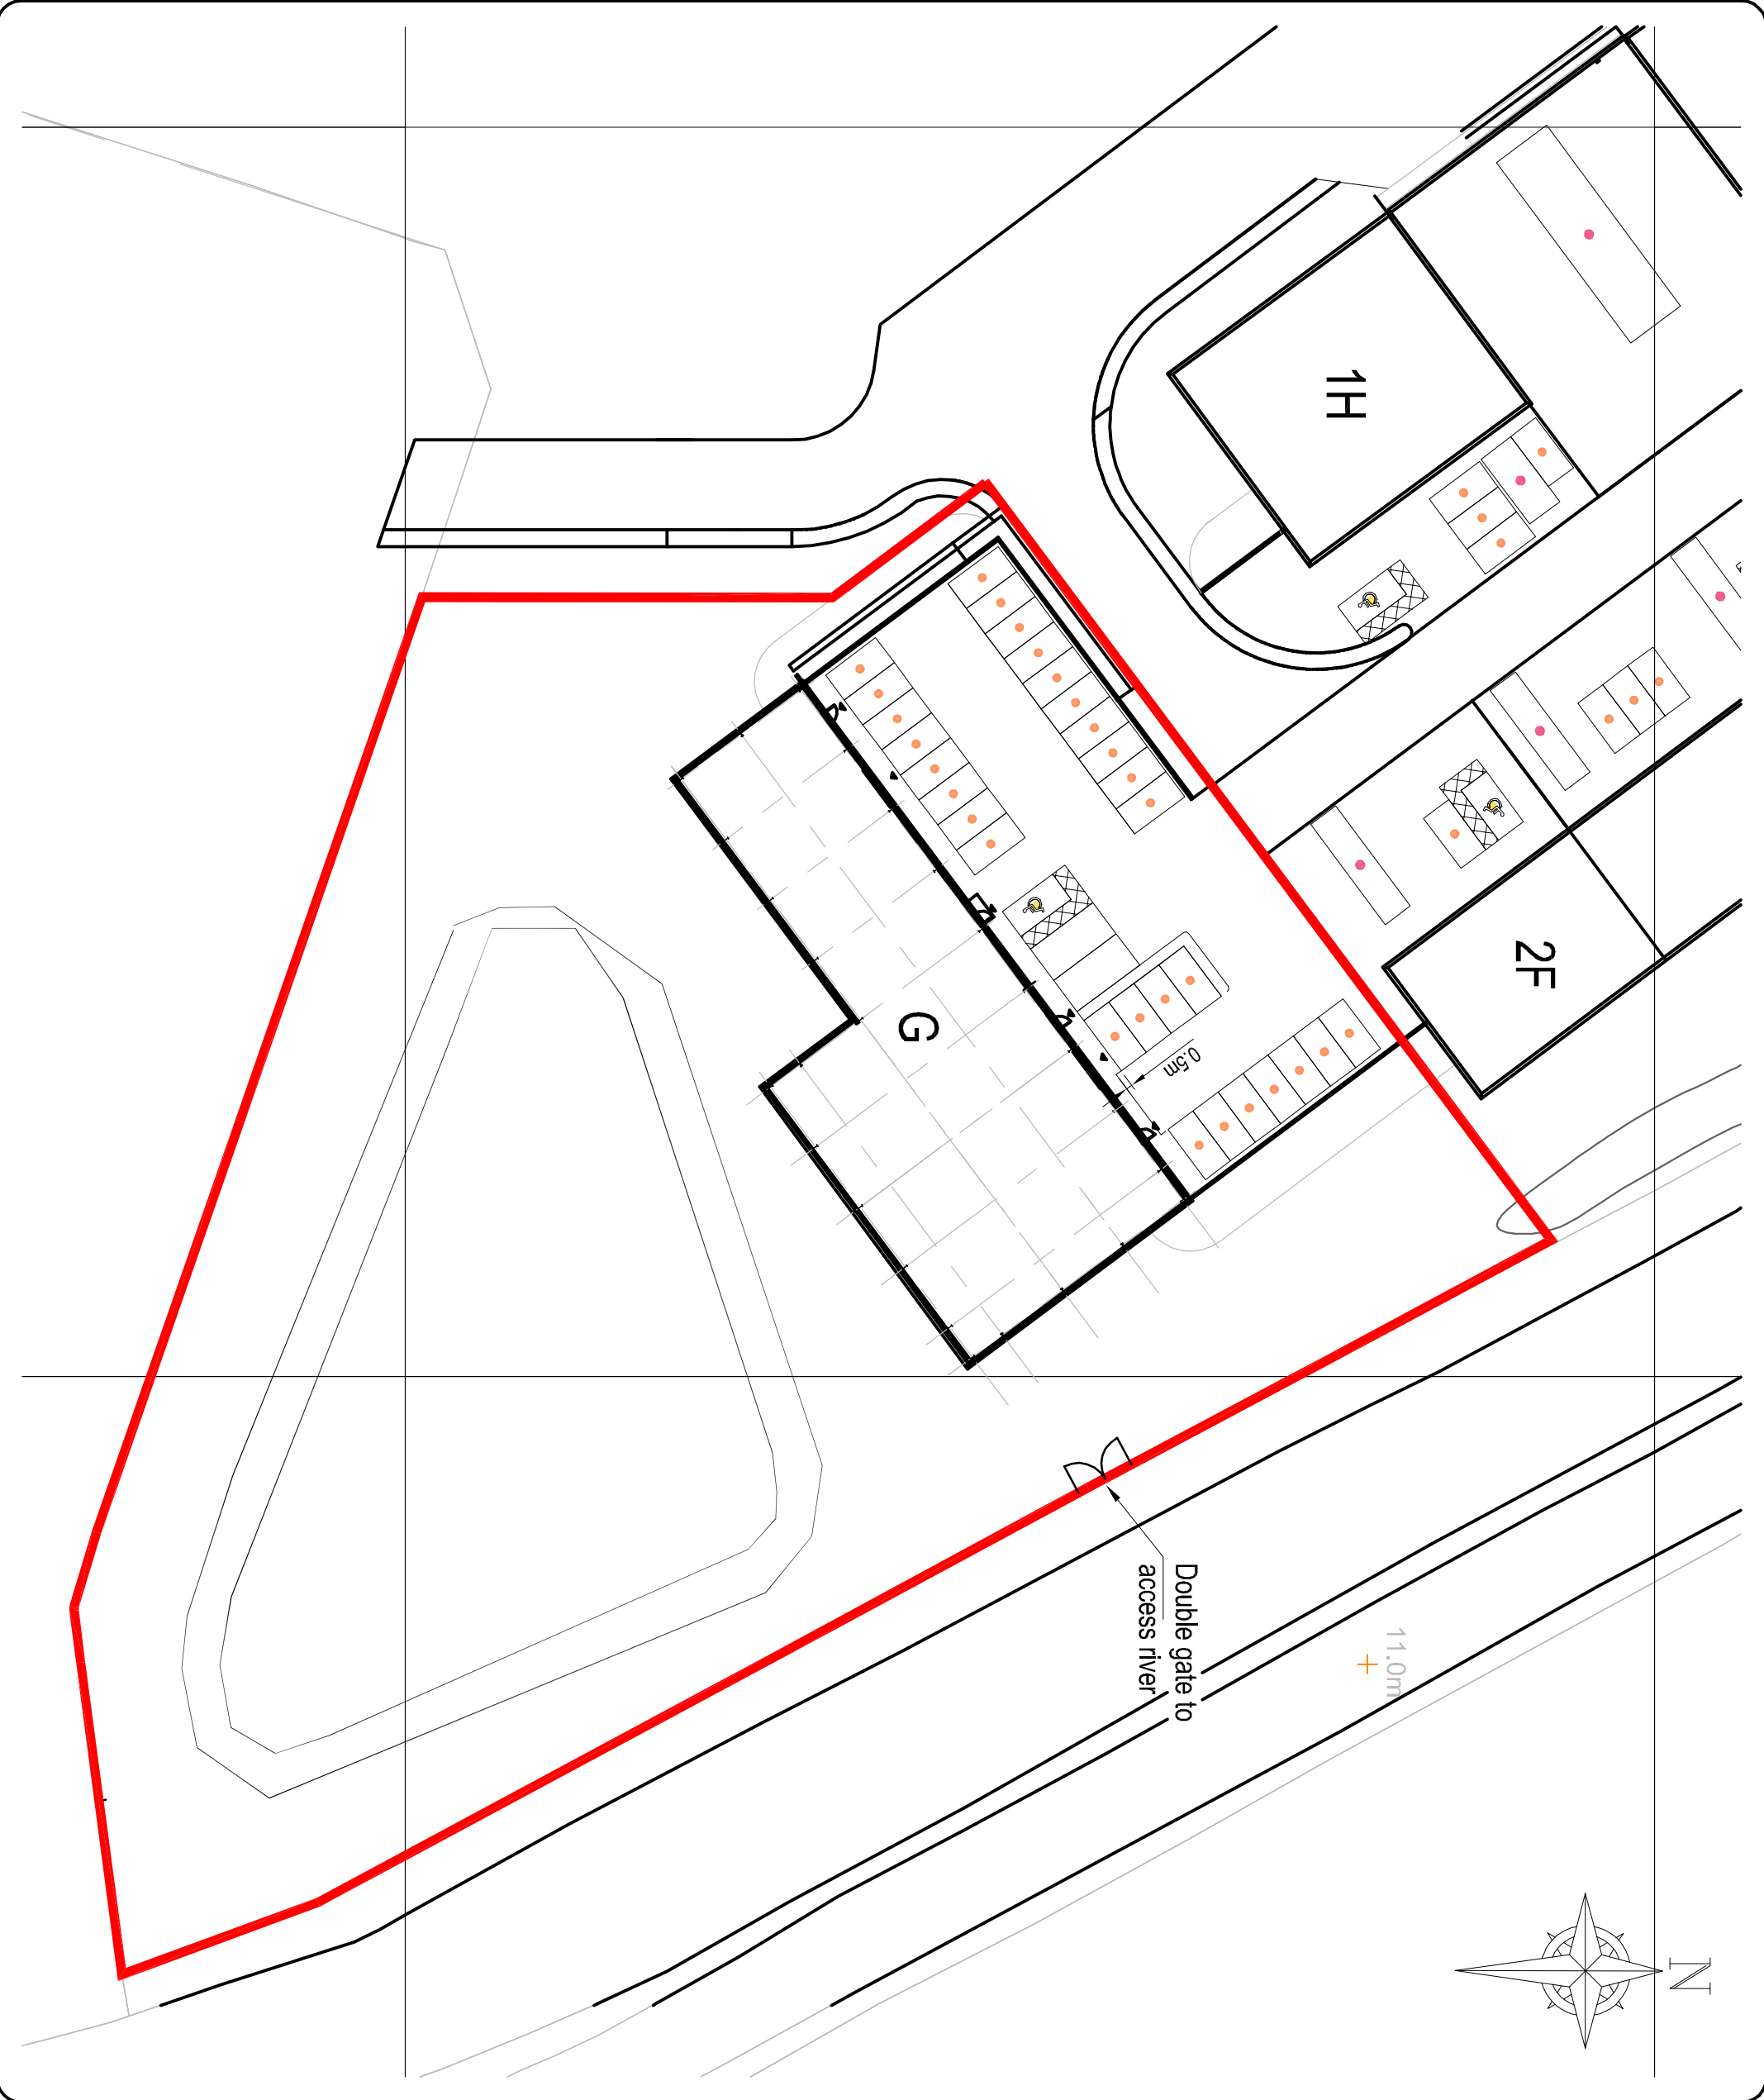 1H
2F
G
0.5m
Double gate to
access river
11.0m
N